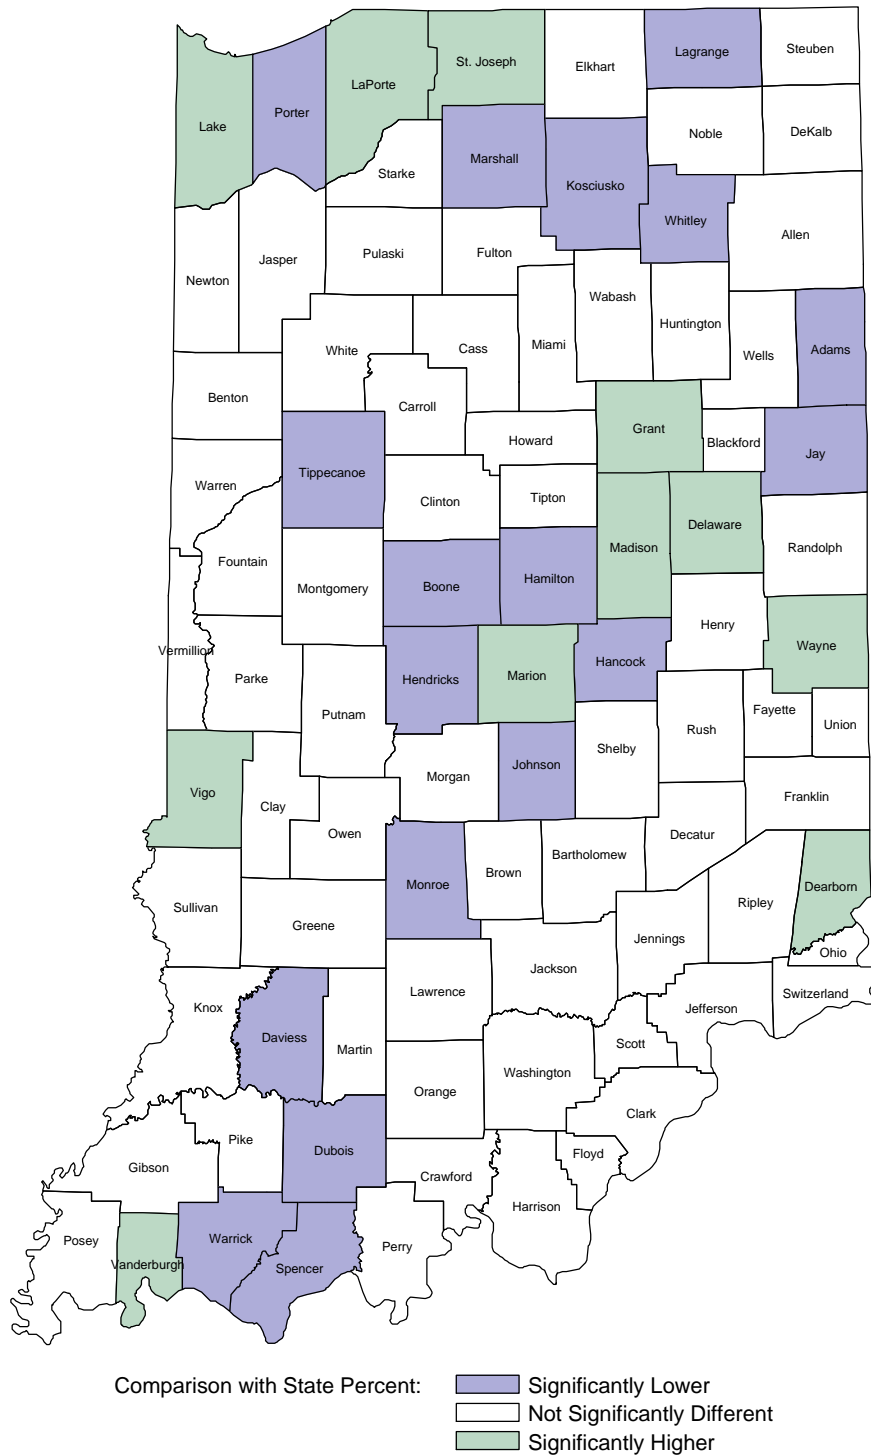 Steuben
Lagrange
St. Joseph
Elkhart
LaPorte
Porter
Lake
DeKalb
Noble
Marshall
Starke
Kosciusko
Whitley
Allen
Fulton
Pulaski
Jasper
Newton
Wabash
Huntington
Miami
White
Cass
Adams
Wells
Benton
Carroll
Grant
Howard
Blackford
Jay
Tippecanoe
Warren
Clinton
Tipton
Delaware
Madison
Randolph
Fountain
Montgomery
Boone
Hamilton
Henry
Wayne
Vermillion
Parke
Hendricks
Marion
Hancock
Putnam
Fayette
Union
Rush
Shelby
Johnson
Morgan
Vigo
Clay
Franklin
Owen
Decatur
Bartholomew
Brown
Monroe
Dearborn
Ripley
Sullivan
Greene
Jennings
Ohio
Jackson
Lawrence
Switzerland
Jefferson
Knox
Daviess
Martin
Scott
Washington
Orange
Clark
Pike
Dubois
Floyd
Gibson
Crawford
Harrison
Posey
Warrick
Perry
Vanderburgh
Spencer
Comparison with State Percent:
Significantly Lower
Not Significantly Different
Significantly Higher